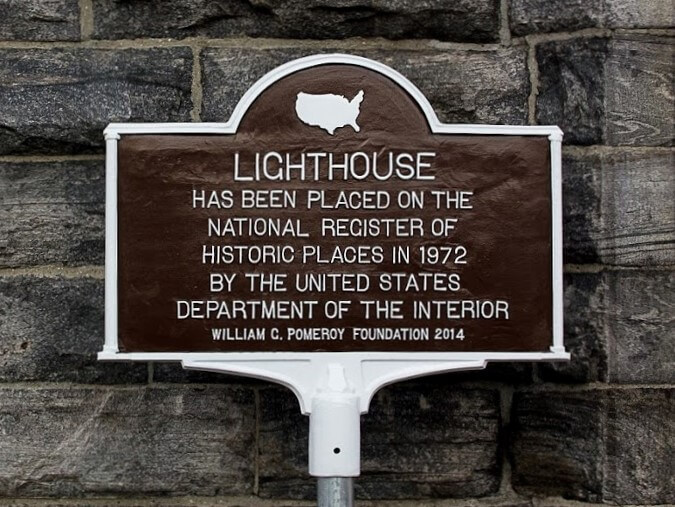 LIGHTHOUSE
HAS BEEN PLACED ON THE
NATIONAL REGISTER OF
HISTORIC PLACES IN 1972
BY THE UNITED STATES
DEPARTMENT OF THE INTERIOR
WILLIAM G. POMEROY FOUNDATION 2014